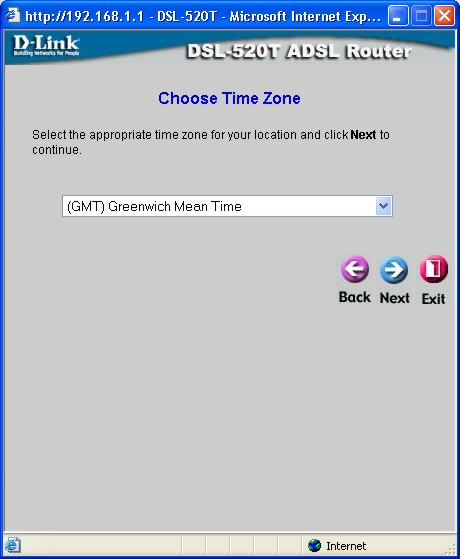 http://192.168.1.1 - DSL-520T - Microsoft Internet Exp...
D-Link
Building Networks for People
DSL-520T ADSL Router
Choose Time Zone
Select the appropriate time zone for your location and click Next to
continue.
(GMT) Greenwich Mean Time
Back Next Exit
Internet